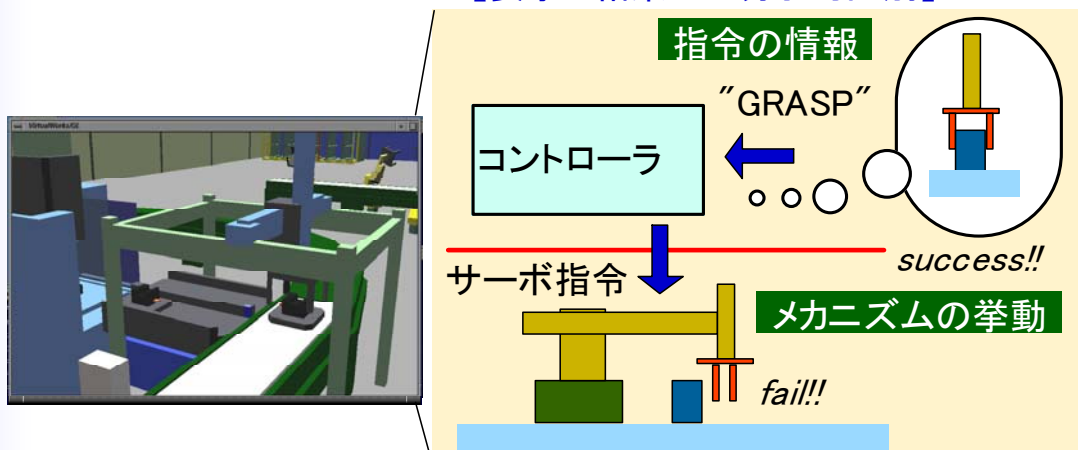 指令の情報
"GRASP"
コントローラ
success!!
サーボ指令
メカニズムの挙動
fail!!